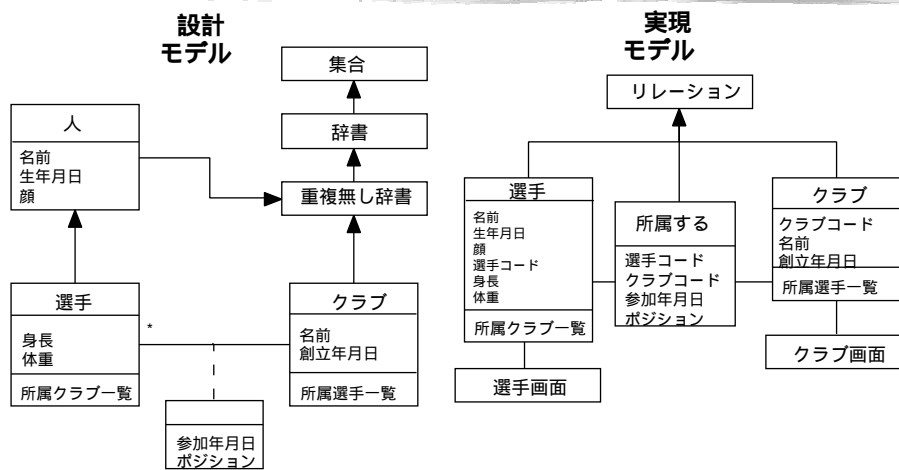 設計
モデル
集合
辞書
重複無し辞書
人
名前
生年月日
顔
選手
身長
体重
所属クラブ一覧
*
クラブ
名前
創立年月日
所属選手一覧
参加年月日
ポジション
実現
モデル
リレーション
選手
名前
生年月日
顔
選手コード
身長
体重
所属クラブ一覧
選手画面
所属する
選手コード
クラブコード
参加年月日
ポジション
クラブ
クラブコード
名前
創立年月日
所属選手一覧
クラブ画面